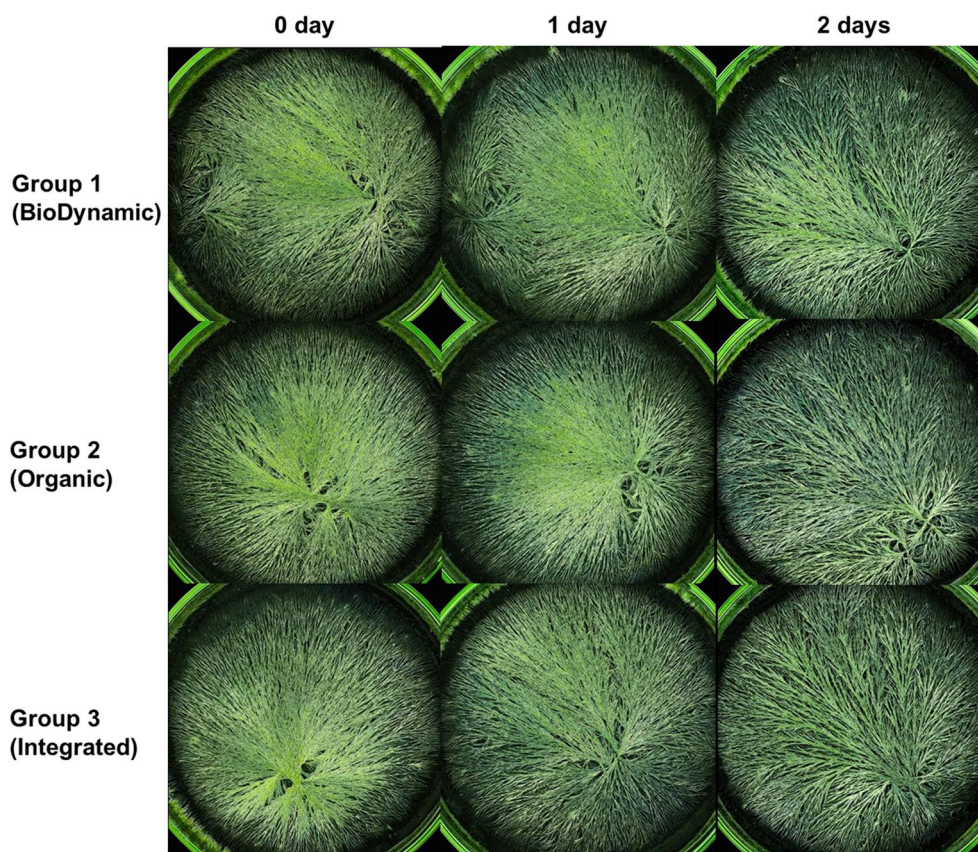 0 day
1 day
2 days
Group 1
(BioDynamic)
Group 2
(Organic)
Group 3
(Integrated)